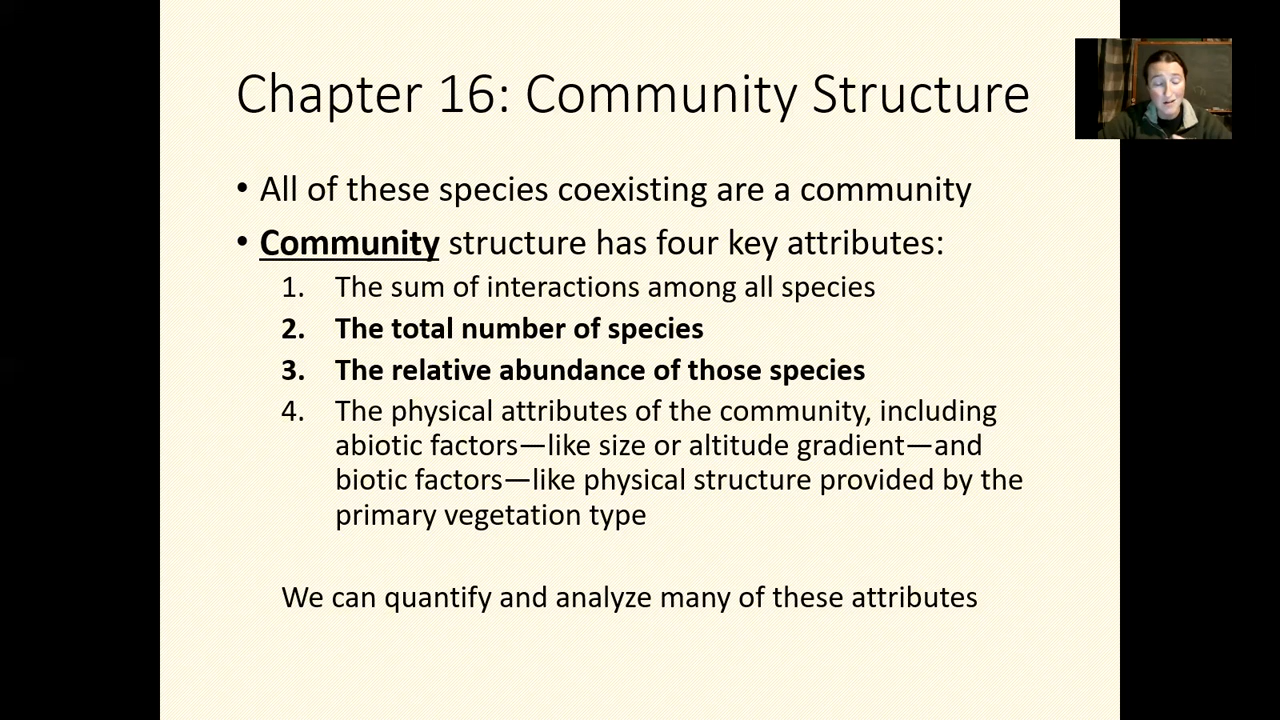 Chapter 16: Community Structure
• All of these species coexisting are a community
• Community structure has four key attributes:
1. The sum of interactions among all species
2. The total number of species
3. The relative abundance of those species
4. The physical attributes of the community, including
abiotic factors—like size or altitude gradient—and
biotic factors—like physical structure provided by the
primary vegetation type
We can quantify and analyze many of these attributes